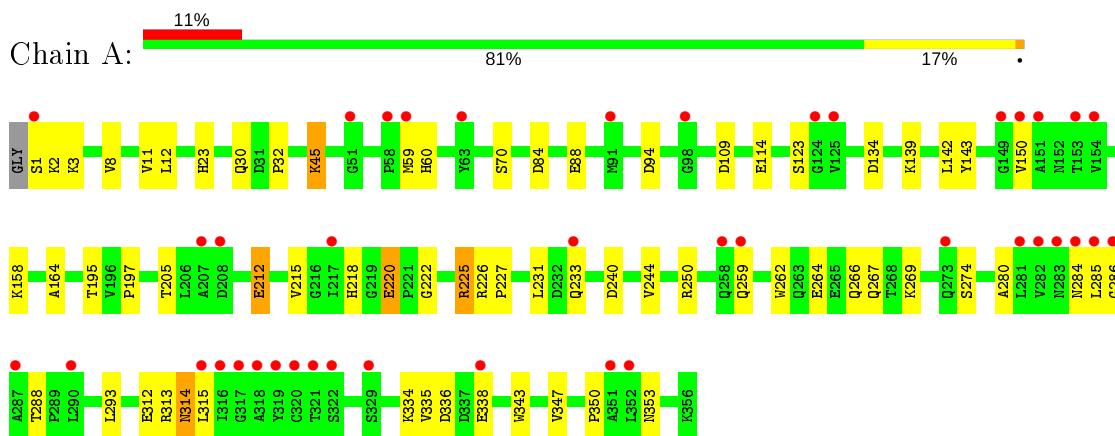 11%
Chain A:
81% 17% •
GLY S1 K2 K3 V8 V11 L12 H23 Q30 D31 P32 K45 G51 P58 M59 H60 Y63 S70 D84 E88 M91 D94 G98 D109 E114 S123 G124 V125 D134 K139 L142 Y143 G149 V150 A151 N152 T153 V154
K158 A164 T195 V196 P197 T205 L206 A207 D208 E212 V215 G216 I217 H218 G219 E220 P221 G222 R225 R226 P227 L231 D232 Q233 D240 V244 R250 Q258 Q259 W262 Q263 E264 E265 Q266 Q267 T268 K269 Q273 S274 A280 L281 V282 N283 N284 L285
A287 T288 P289 L290 L293 E312 R313 N314 L315 I316 G317 A318 Y319 C320 T321 S322 S329 K334 V335 D336 D337 E338 W343 V347 P350 A351 L352 N353 K356